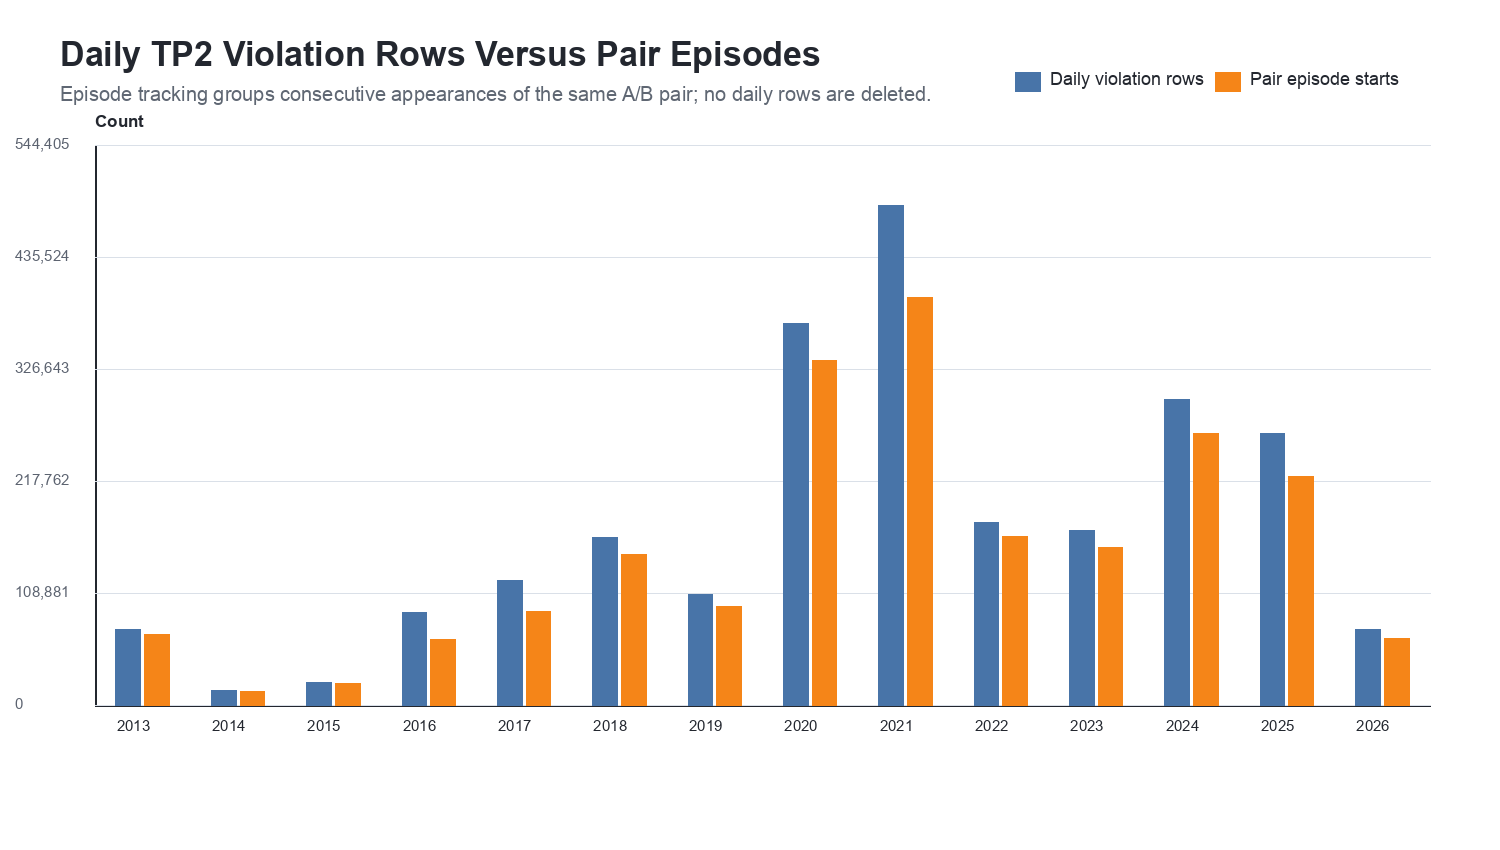 Daily TP2 Violation Rows Versus Pair Episodes
Episode tracking groups consecutive appearances of the same A/B pair; no daily rows are deleted.
Daily violation rows
Pair episode starts
Count
544,405
435,524
326,643
217,762
108,881
0
2013 2014 2015 2016 2017 2018 2019 2020 2021 2022 2023 2024 2025 2026